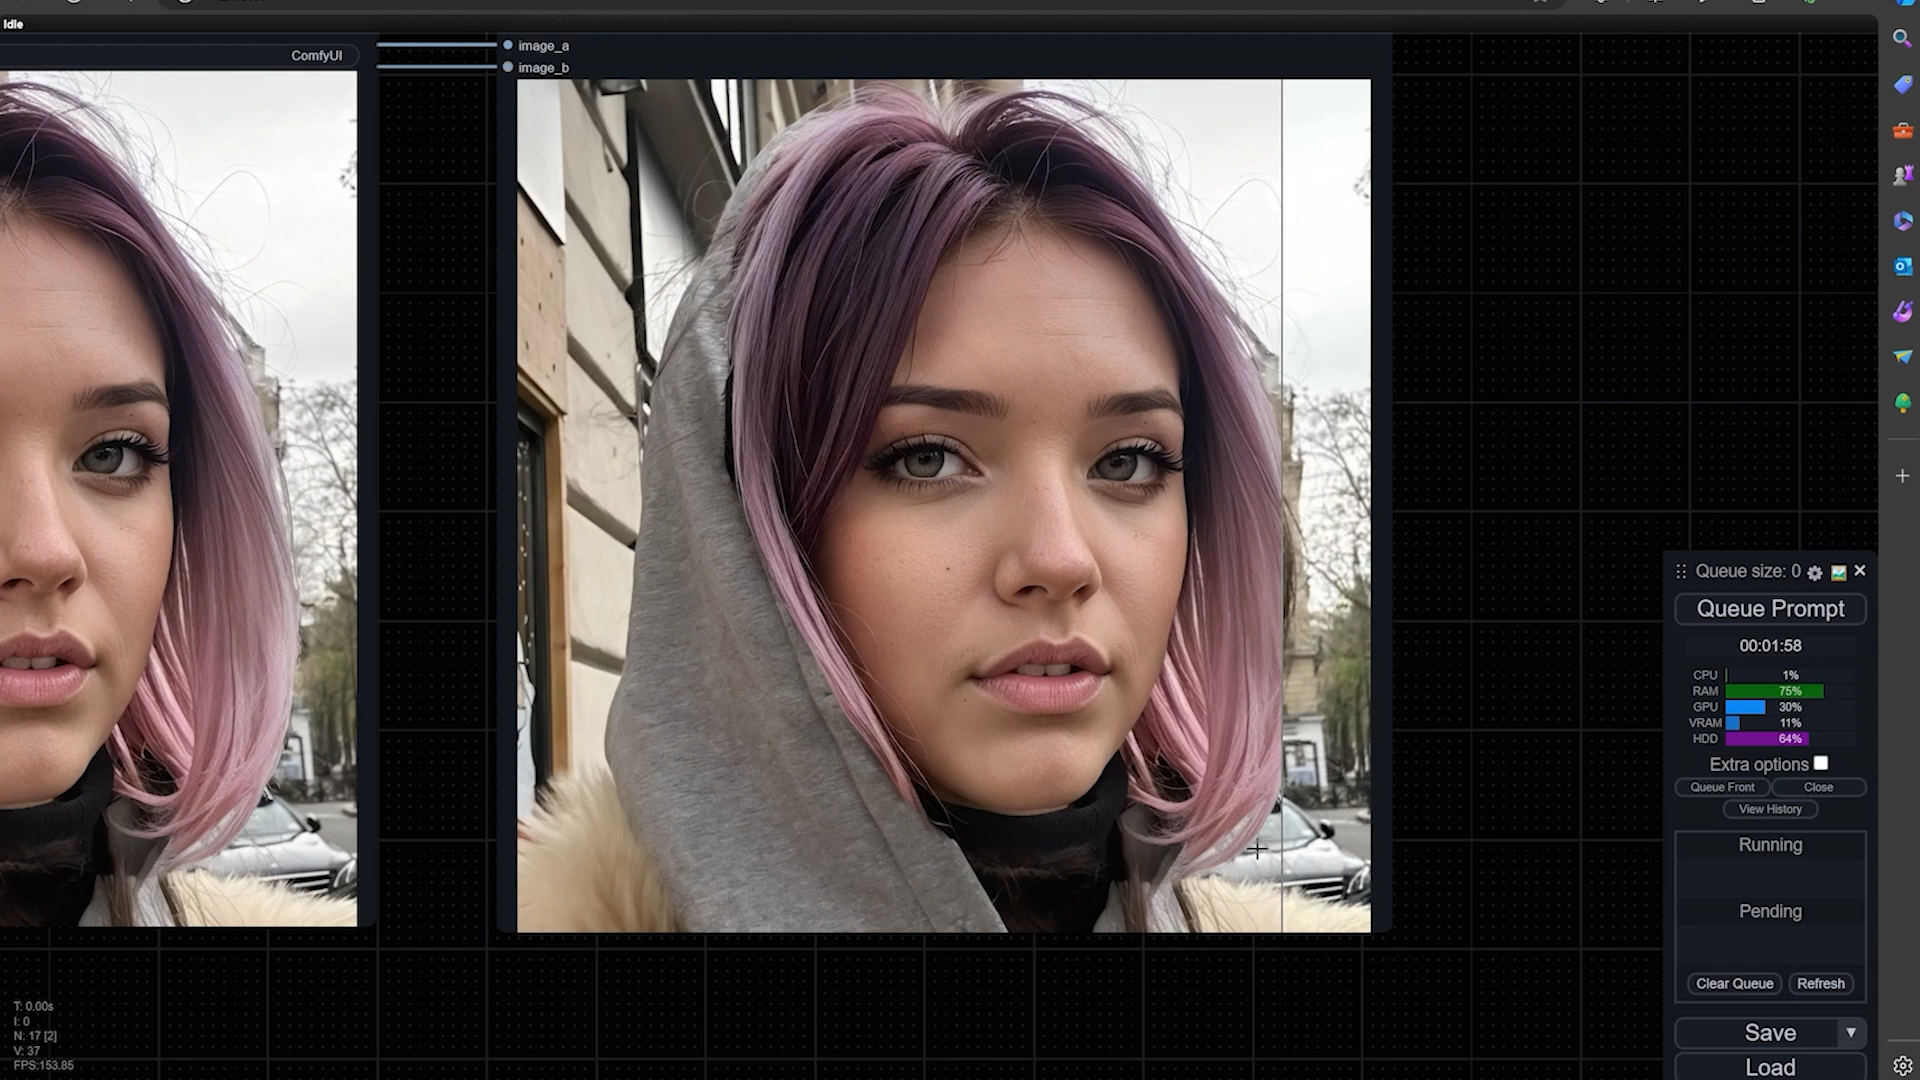 Idle
ComfyUI
image_a
image_b
Queue size: 0
Queue Prompt
00:01:58
CPU 1%
RAM 75%
GPU 30%
VRAM 11%
HDD 64%
Extra options
Queue Front
Close
View History
Running
Pending
Clear Queue
Refresh
Save
Load
T: 0.00s
I: 0
N: 17 [2]
V: 37
FPS:153.85